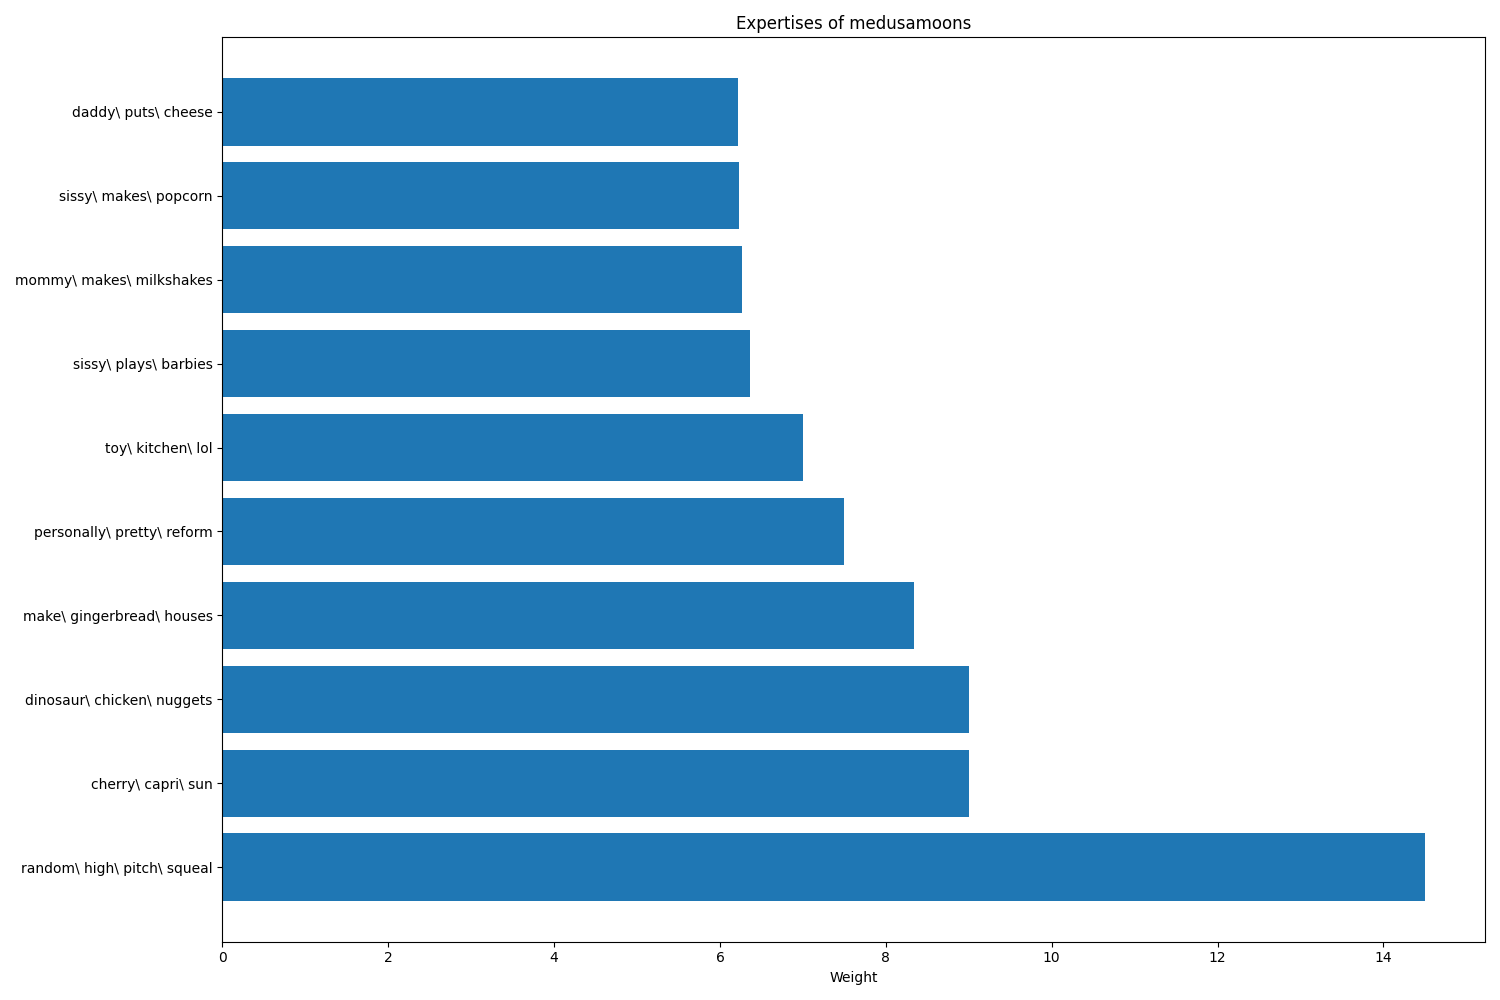 Expertises of medusamoons
daddy\ puts\ cheese
sissy\ makes\ popcorn
mommy\ makes\ milkshakes
sissy\ plays\ barbies
toy\ kitchen\ lol
personally\ pretty\ reform
make\ gingerbread\ houses
dinosaur\ chicken\ nuggets
cherry\ capri\ sun
random\ high\ pitch\ squeal
0 2 4 6 8 10 12 14
Weight